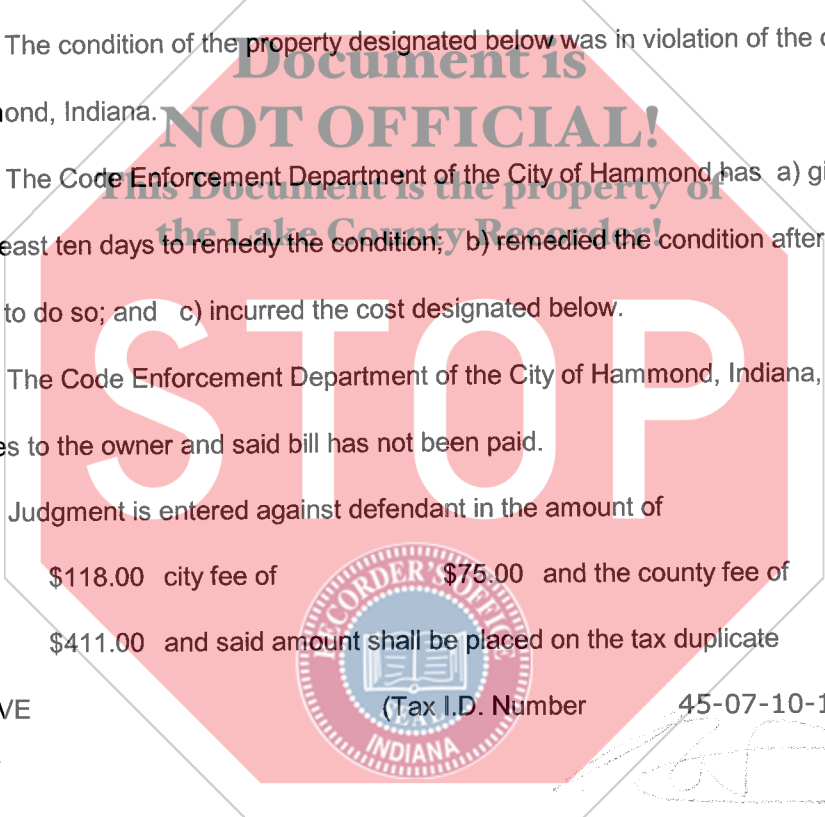 The condition of the property designated below was in violation of the
Document is
ond, Indiana.
NOT OFFICIAL!
The Code Enforcement Department of the City of Hammond has a)
This Document is the property of
the Lake County Recorder!
east ten days to remedy the condition; b) remedied the condition after
to do so; and c) incurred the cost designated below.
STOP
The Code Enforcement Department of the City of Hammond, Indiana,
es to the owner and said bill has not been paid.
Judgment is entered against defendant in the amount of
$118.00 city fee of $75.00 and the county fee of
RECORDER'S OFFICE
$411.00 and said amount shall be placed on the tax duplicate
VE (Tax I.D. Number 45-07-10-1
SEAL
INDIANA